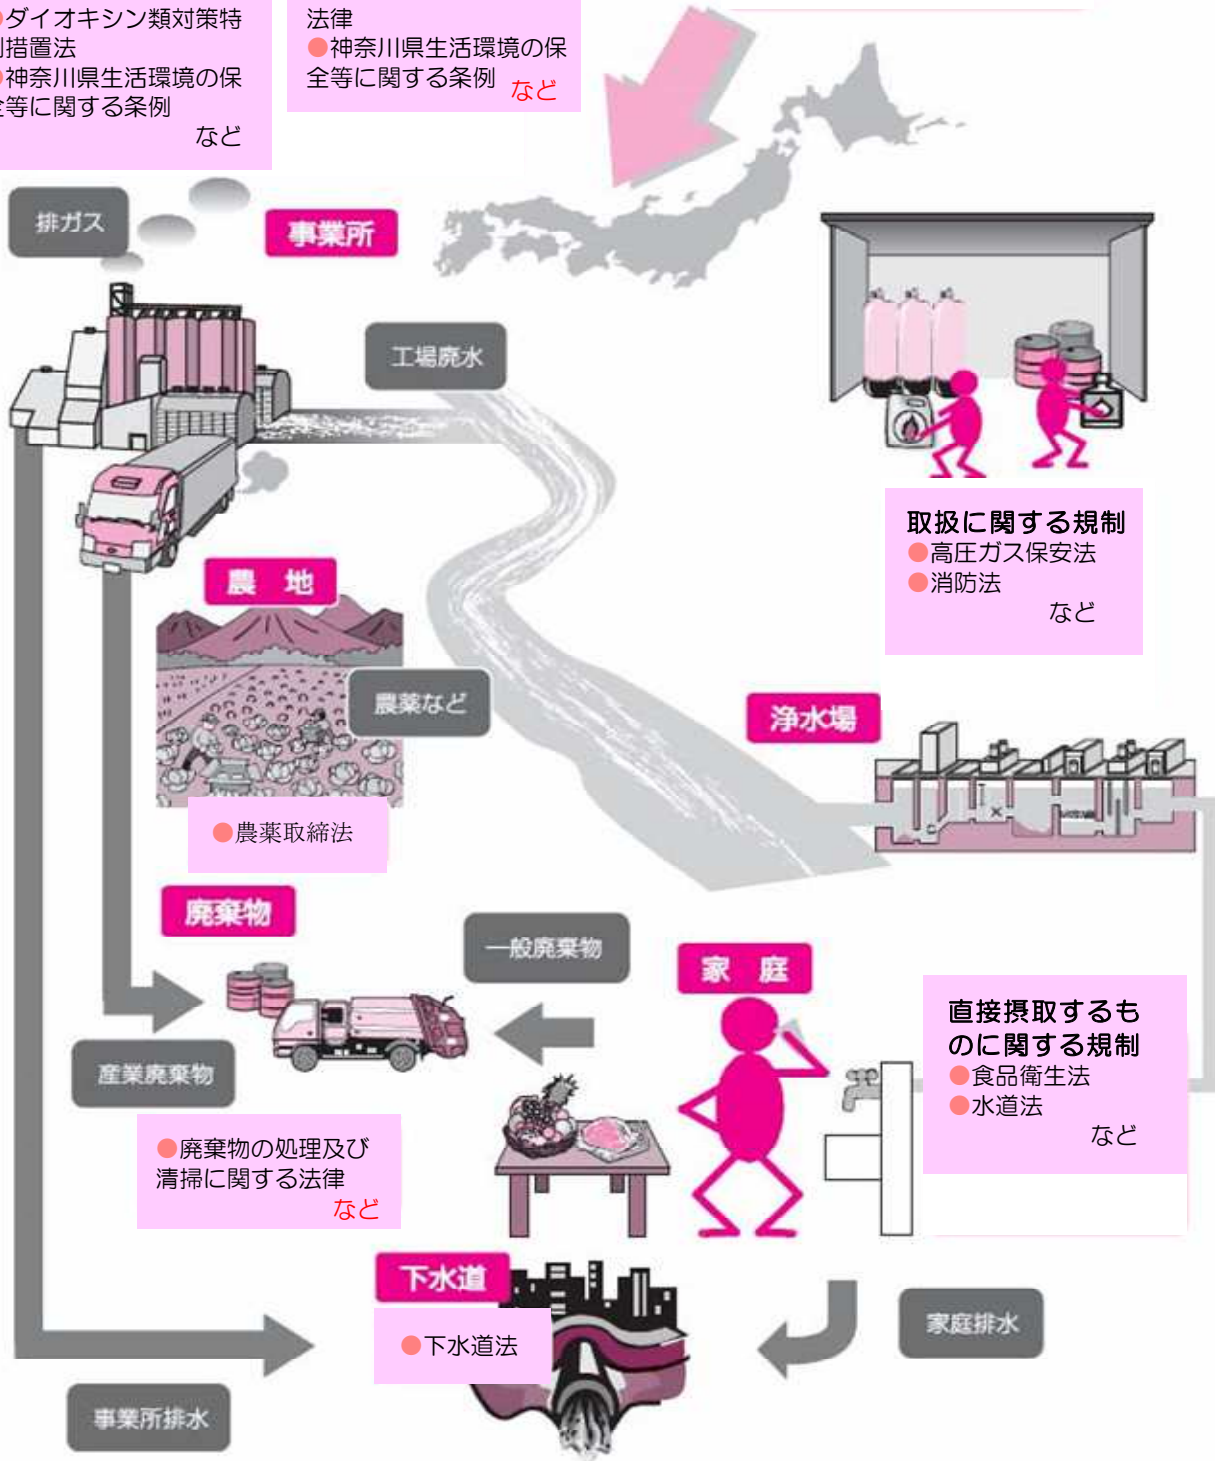 ●ダイオキシン類対策特
別措置法
●神奈川県生活環境の保
全等に関する条例
など
法律
●神奈川県生活環境の保
全等に関する条例 など
排ガス
事業所
工場廃水
取扱に関する規制
●高圧ガス保安法
●消防法
など
農 地
農薬など
●農薬取締法
浄水場
廃棄物
一般廃棄物
家 庭
直接摂取するも
のに関する規制
●食品衛生法
●水道法
など
産業廃棄物
●廃棄物の処理及び
清掃に関する法律
など
下水道
●下水道法
家庭排水
事業所排水